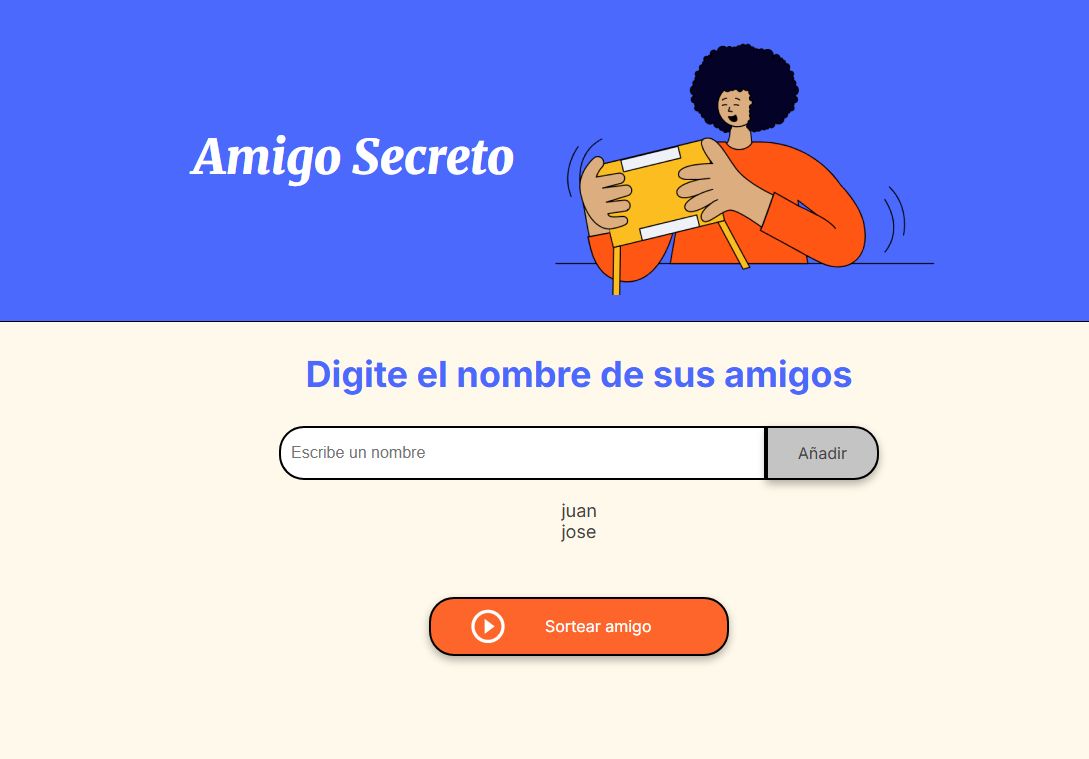 Amigo Secreto
Digite el nombre de sus amigos
Escribe un nombre
Añadir
juan
jose
Sortear amigo